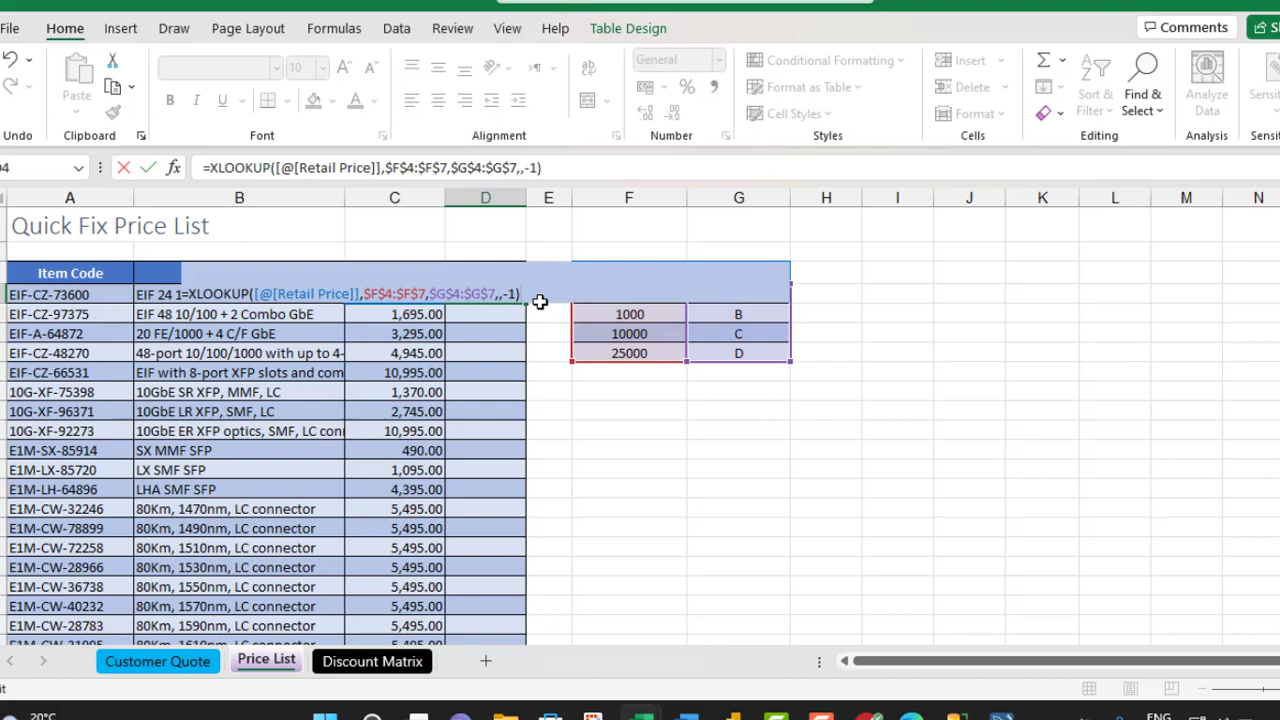 File Home Insert Draw Page Layout Formulas Data Review View Help Table Design Comments
General Conditional Formatting Insert
10 Format as Table Delete
Paste B I U Cell Styles Format Sort & Filter Find & Select Analyze Data
Undo Clipboard Font Alignment Number Styles Cells Editing Analysis
=XLOOKUP([@[Retail Price]],$F$4:$F$7,$G$4:$G$7,,-1)
A B C D E F G H I J K L M N
Quick Fix Price List
Item Code
EIF-CZ-73600 EIF 24 1=XLOOKUP([@[Retail Price]],$F$4:$F$7,$G$4:$G$7,,-1)
EIF-CZ-97375 EIF 48 10/100 + 2 Combo GbE 1,695.00 1000 B
EIF-A-64872 20 FE/1000 + 4 C/F GbE 3,295.00 10000 C
EIF-CZ-48270 48-port 10/100/1000 with up to 4- 4,945.00 25000 D
EIF-CZ-66531 EIF with 8-port XFP slots and com 10,995.00
10G-XF-75398 10GbE SR XFP, MMF, LC 1,370.00
10G-XF-96371 10GbE LR XFP, SMF, LC 2,745.00
10G-XF-92273 10GbE ER XFP optics, SMF, LC con 10,995.00
E1M-SX-85914 SX MMF SFP 490.00
E1M-LX-85720 LX SMF SFP 1,095.00
E1M-LH-64896 LHA SMF SFP 4,395.00
E1M-CW-32246 80Km, 1470nm, LC connector 5,495.00
E1M-CW-78899 80Km, 1490nm, LC connector 5,495.00
E1M-CW-72258 80Km, 1510nm, LC connector 5,495.00
E1M-CW-28966 80Km, 1530nm, LC connector 5,495.00
E1M-CW-36738 80Km, 1550nm, LC connector 5,495.00
E1M-CW-40232 80Km, 1570nm, LC connector 5,495.00
E1M-CW-28783 80Km, 1590nm, LC connector 5,495.00
Customer Quote Price List Discount Matrix
20°C ENG